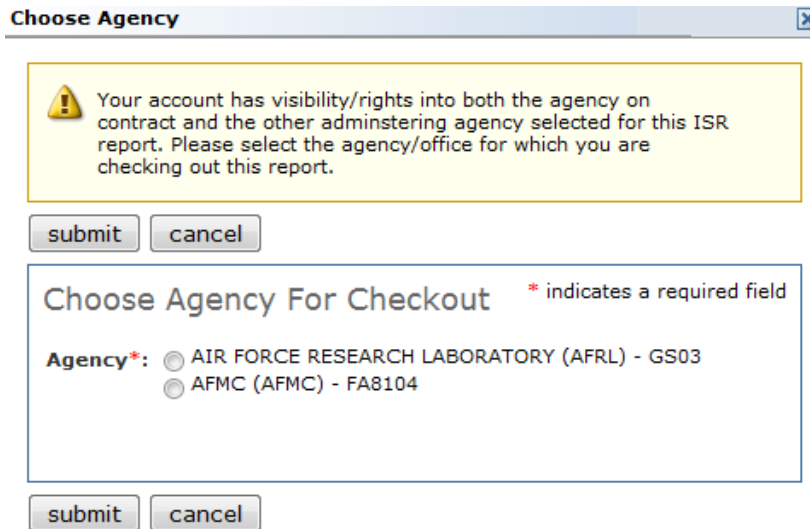 Choose Agency
Your account has visibility/rights into both the agency on
contract and the other adminstering agency selected for this ISR
report. Please select the agency/office for which you are
checking out this report.
submit cancel
Choose Agency For Checkout * indicates a required field
Agency*: AIR FORCE RESEARCH LABORATORY (AFRL) - GS03
AFMC (AFMC) - FA8104
submit cancel